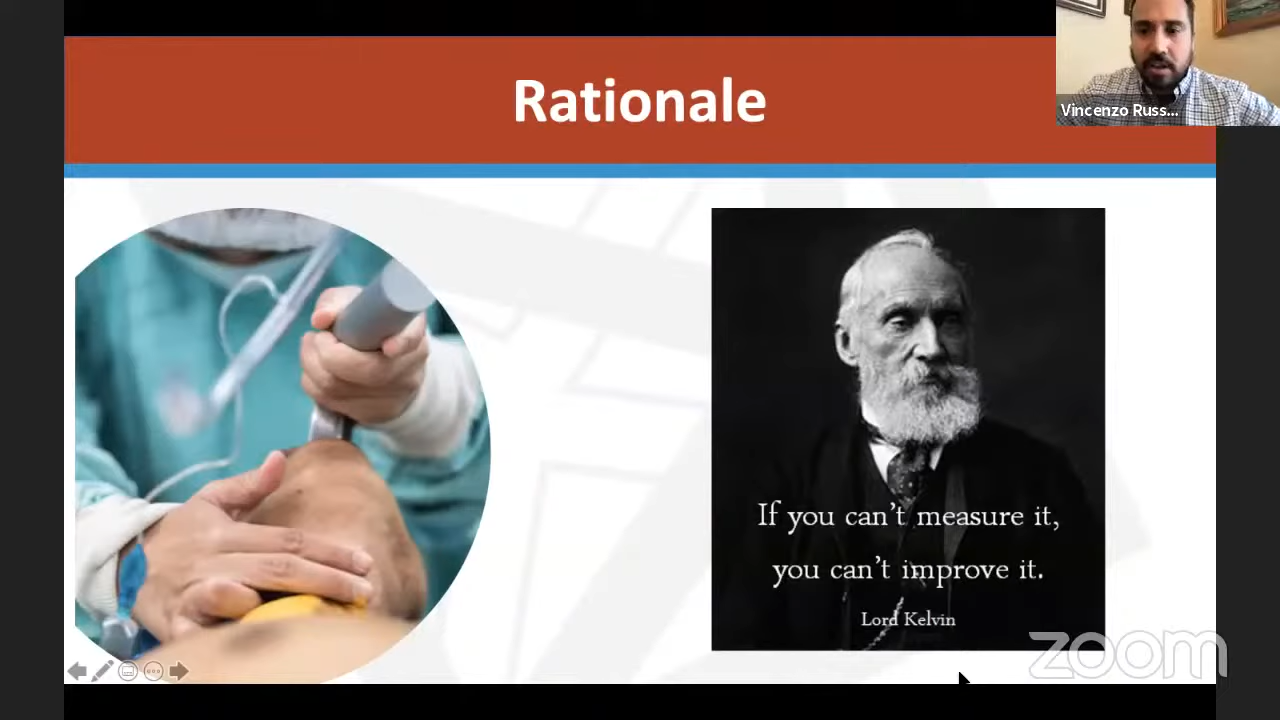 Rationale
Vincenzo Russ...
If you can't measure it,
you can't improve it.
Lord Kelvin
zoom